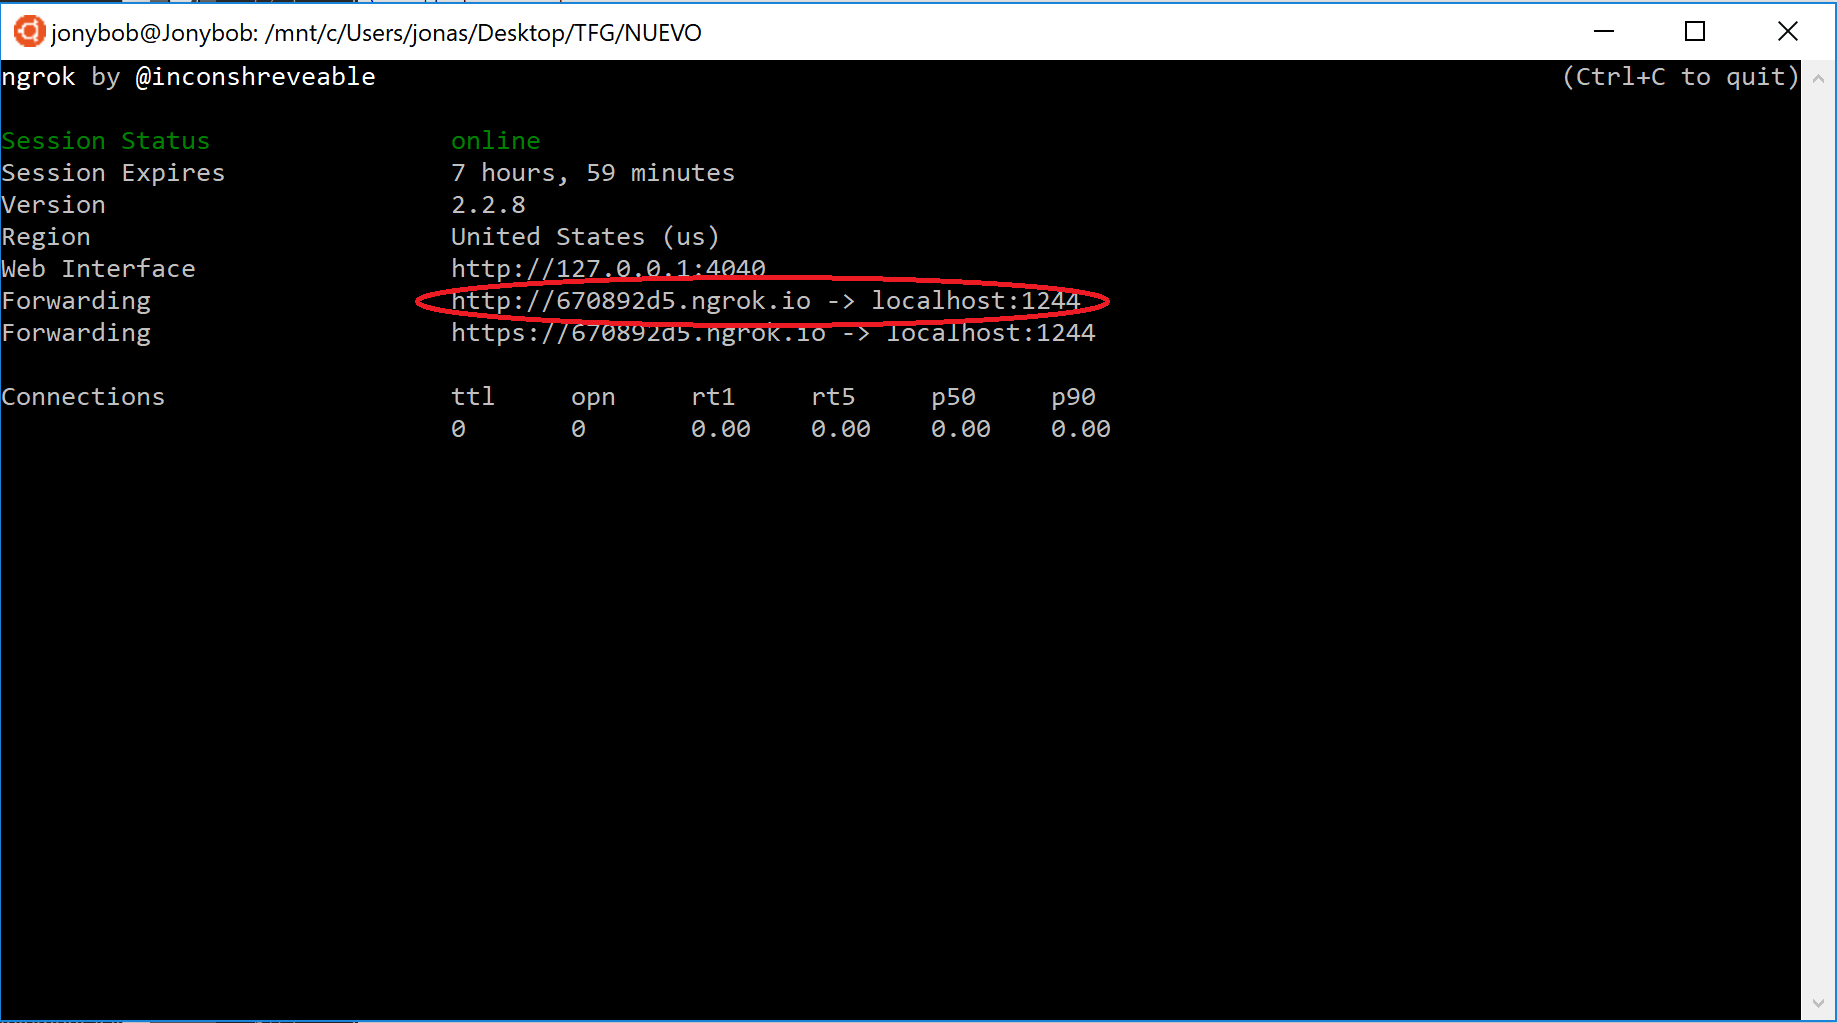 jonybob@Jonybob: /mnt/c/Users/jonas/Desktop/TFG/NUEVO
ngrok by @inconshreveable (Ctrl+C to quit)
Session Status online
Session Expires 7 hours, 59 minutes
Version 2.2.8
Region United States (us)
Web Interface http://127.0.0.1:4040
Forwarding http://670892d5.ngrok.io -> localhost:1244
Forwarding https://670892d5.ngrok.io -> localhost:1244
Connections ttl opn rt1 rt5 p50 p90
0 0 0.00 0.00 0.00 0.00